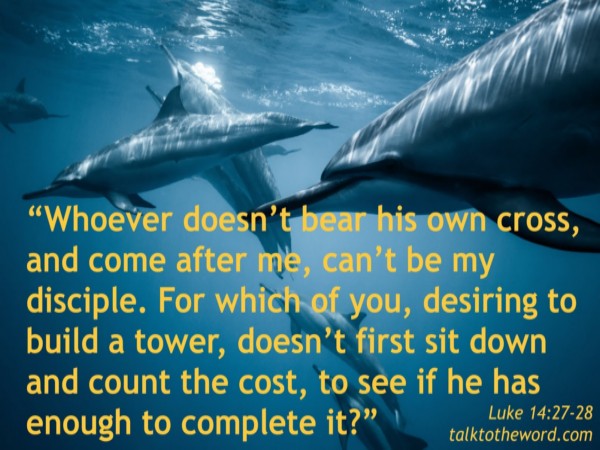 “Whoever doesn’t bear his own cross,
and come after me, can’t be my
disciple. For which of you, desiring to
build a tower, doesn’t first sit down
and count the cost, to see if he has
enough to complete it?”
Luke 14:27-28
talktotheword.com